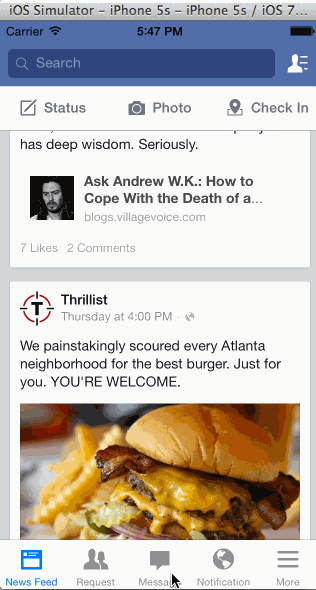 iOS Simulator - iPhone 5s - iPhone 5s / iOS 7...
Carrier 5:47 PM
Search
Status Photo Check In
has deep wisdom. Seriously.
Ask Andrew W.K.: How to
Cope With the Death of a...
blogs.villagevoice.com
7 Likes 2 Comments
T
Thrillist
Thursday at 4:00 PM ·
We painstakingly scoured every Atlanta
neighborhood for the best burger. Just for
you. YOU'RE WELCOME.
News Feed Request Notification More